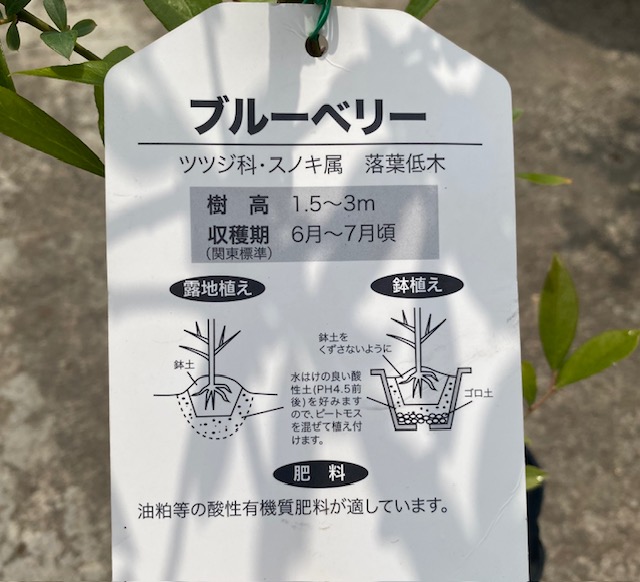 ブルーベリー
ツツジ科・スノキ属 落葉低木
樹 高 1.5〜3m
収穫期 6月〜7月頃
(関東標準)
露地植え
鉢植え
鉢土
鉢土を
くずさないように
水はけの良い酸
性土(PH4.5前
後)を好みます
ので、ピートモス
を混ぜて植え付
けます。
ゴロ土
肥 料
油粕等の酸性有機質肥料が適しています。